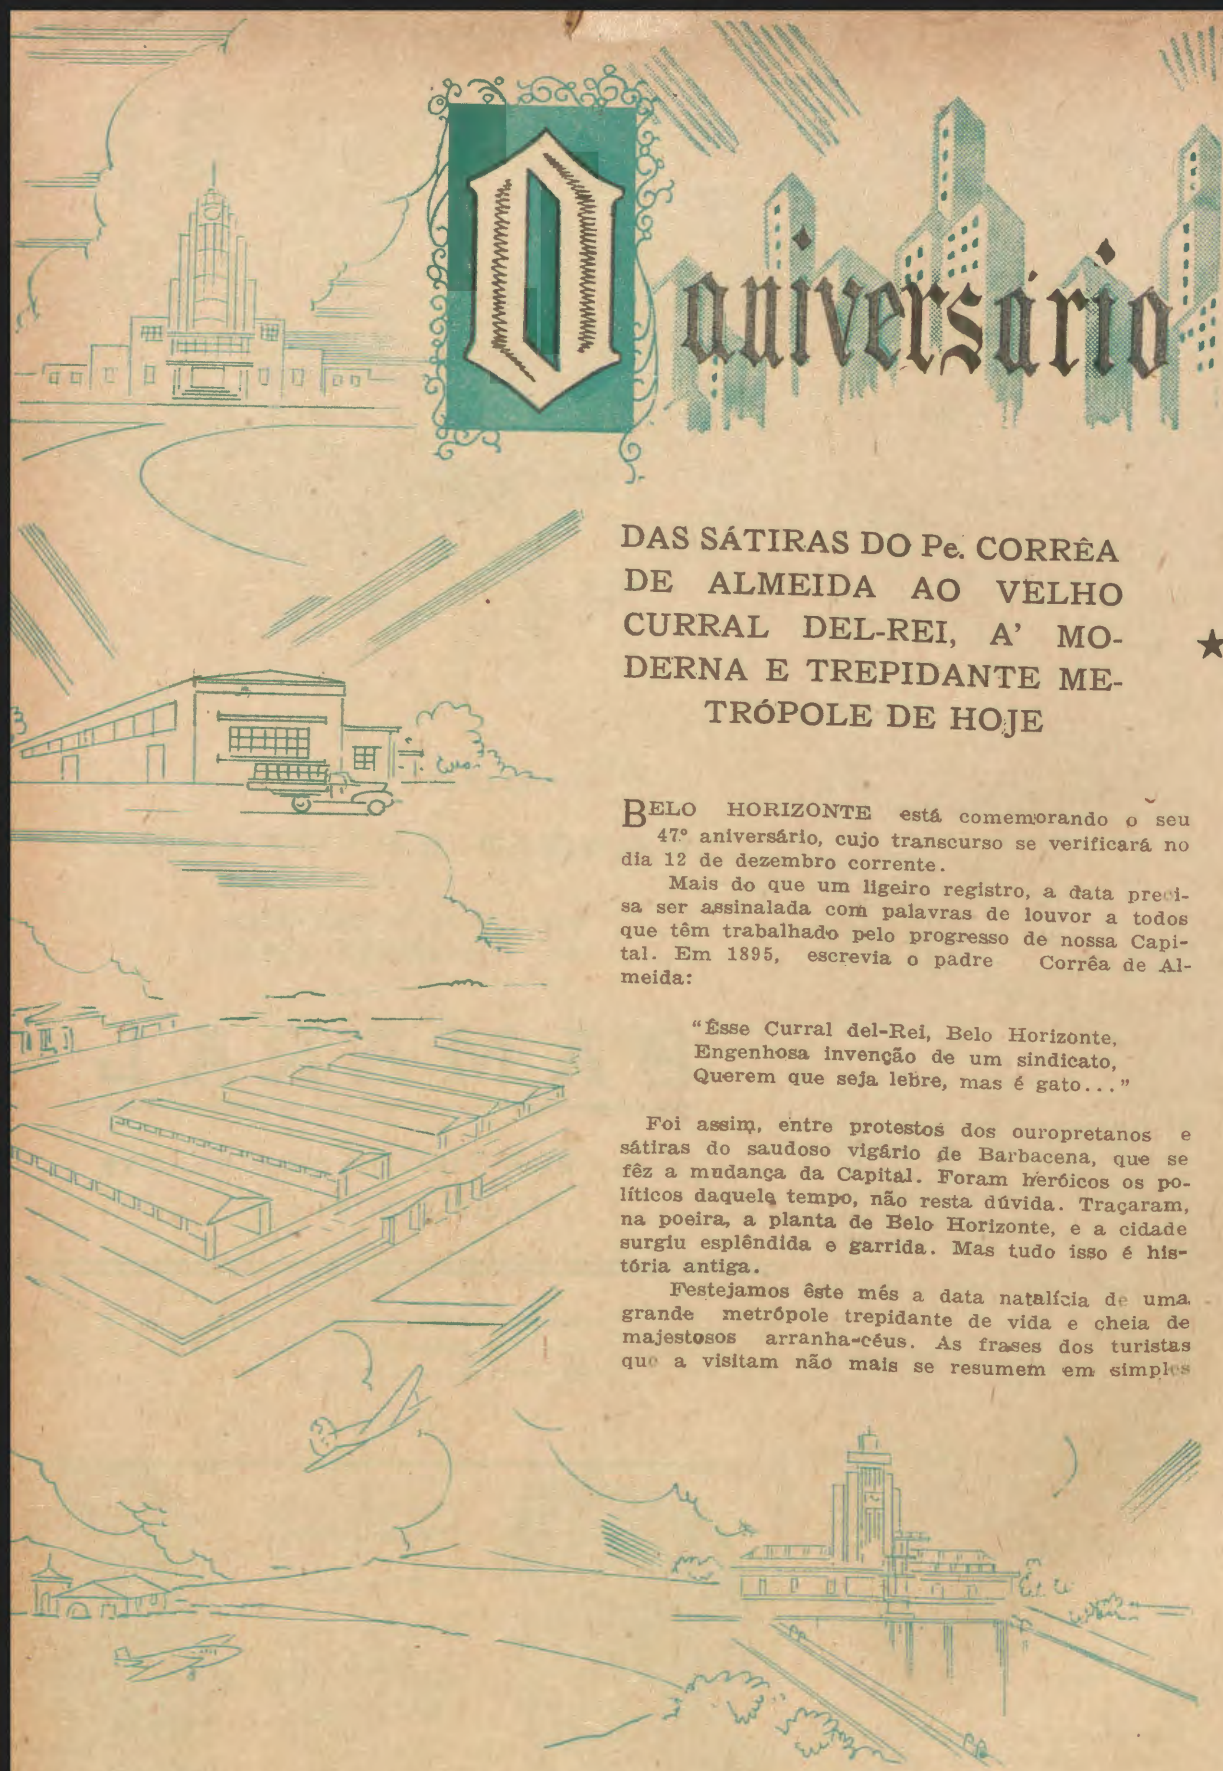 O aniversário
DAS SÁTIRAS DO Pe. CORRÊA
DE ALMEIDA AO VELHO
CURRAL DEL-REI, A' MO-
DERNA E TREPIDANTE ME-
TRÓPOLE DE HOJE
BELO HORIZONTE está comemorando o seu
47.º aniversário, cujo transcurso se verificará no
dia 12 de dezembro corrente.
Mais do que um ligeiro registro, a data preci-
sa ser assinalada com palavras de louvor a todos
que têm trabalhado pelo progresso de nossa Capi-
tal. Em 1895, escrevia o padre Corrêa de Al-
meida:
"Êsse Curral del-Rei, Belo Horizonte,
Engenhosa invenção de um sindicato,
Querem que seja lebre, mas é gato..."
Foi assim, entre protestos dos ouropretanos e
sátiras do saudoso vigário de Barbacena, que se
fêz a mudança da Capital. Foram heróicos os po-
líticos daquele tempo, não resta dúvida. Traçaram,
na poeira, a planta de Belo Horizonte, e a cidade
surgiu esplêndida e garrida. Mas tudo isso é his-
tória antiga.
Festejamos êste més a data natalícia de uma
grande metrópole trepidante de vida e cheia de
majestosos arranha-céus. As frases dos turistas
que a visitam não mais se resumem em simples